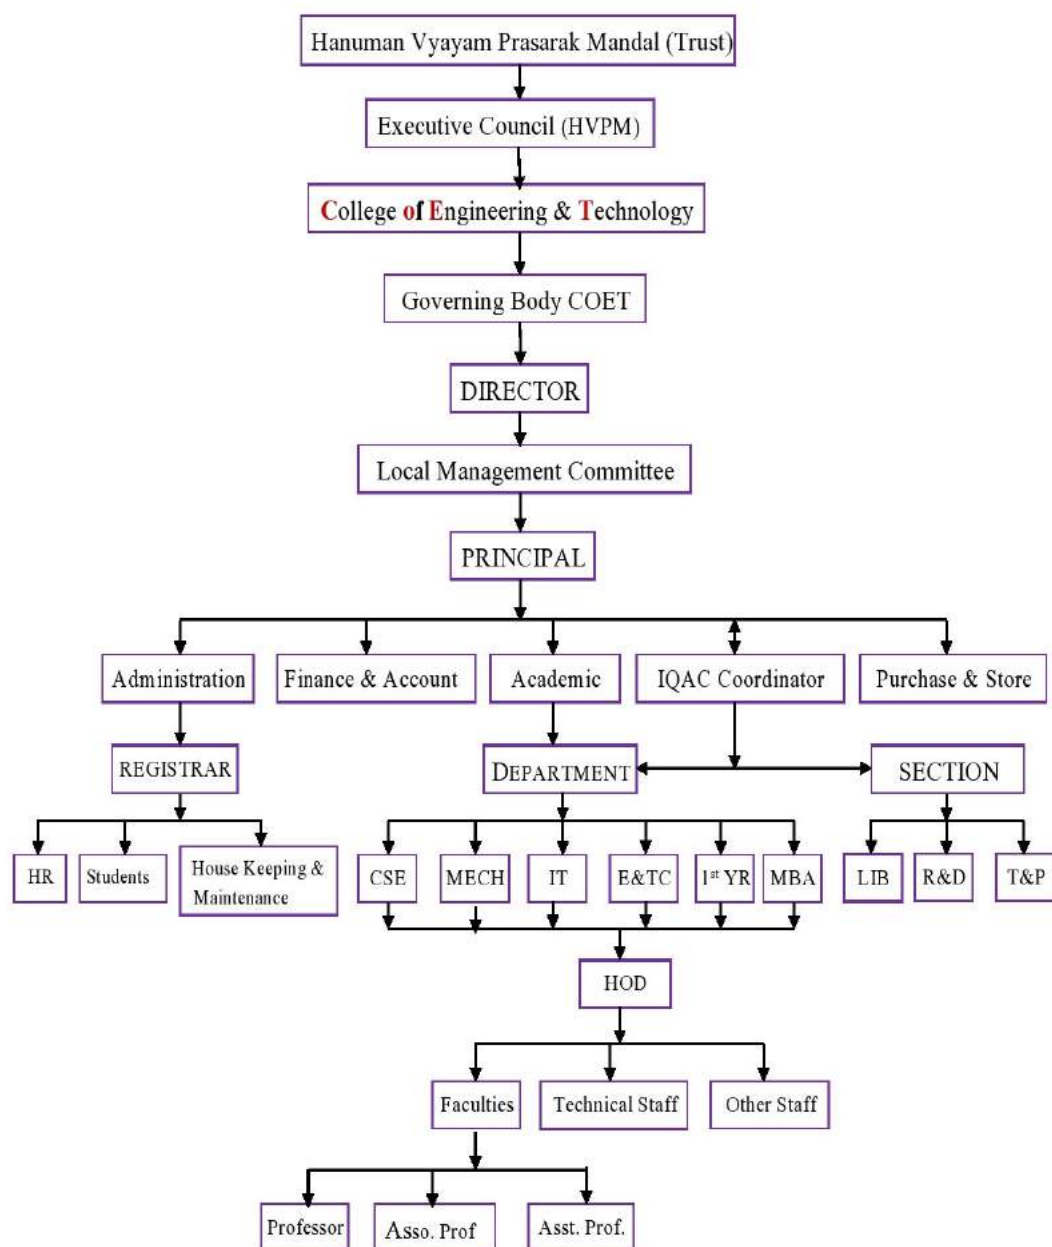 Hanuman Vyayam Prasarak Mandal (Trust)
Executive Council (HVPM)
College of Engineering & Technology
Governing Body COET
DIRECTOR
Local Management Committee
PRINCIPAL
Administration
Finance & Account
Academic
IQAC Coordinator
Purchase & Store
REGISTRAR
DEPARTMENT
SECTION
HR
Students
House Keeping &
Maintenance
CSE
MECH
IT
E&TC
1st YR
MBA
LIB
R&D
T&P
HOD
Faculties
Technical Staff
Other Staff
Professor
Asso. Prof
Asst. Prof.